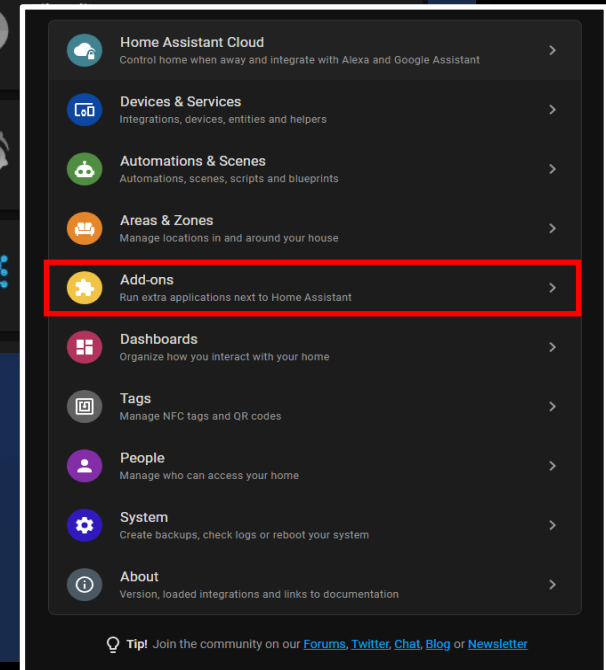 Home Assistant Cloud
Control home when away and integrate with Alexa and Google Assistant
Devices & Services
Integrations, devices, entities and helpers
Automations & Scenes
Automations, scenes, scripts and blueprints
Areas & Zones
Manage locations in and around your house
Add-ons
Run extra applications next to Home Assistant
Dashboards
Organize how you interact with your home
Tags
Manage NFC tags and QR codes
People
Manage who can access your home
System
Create backups, check logs or reboot your system
About
Version, loaded integrations and links to documentation
Tip! Join the community on our Forums, Twitter, Chat, Blog or Newsletter